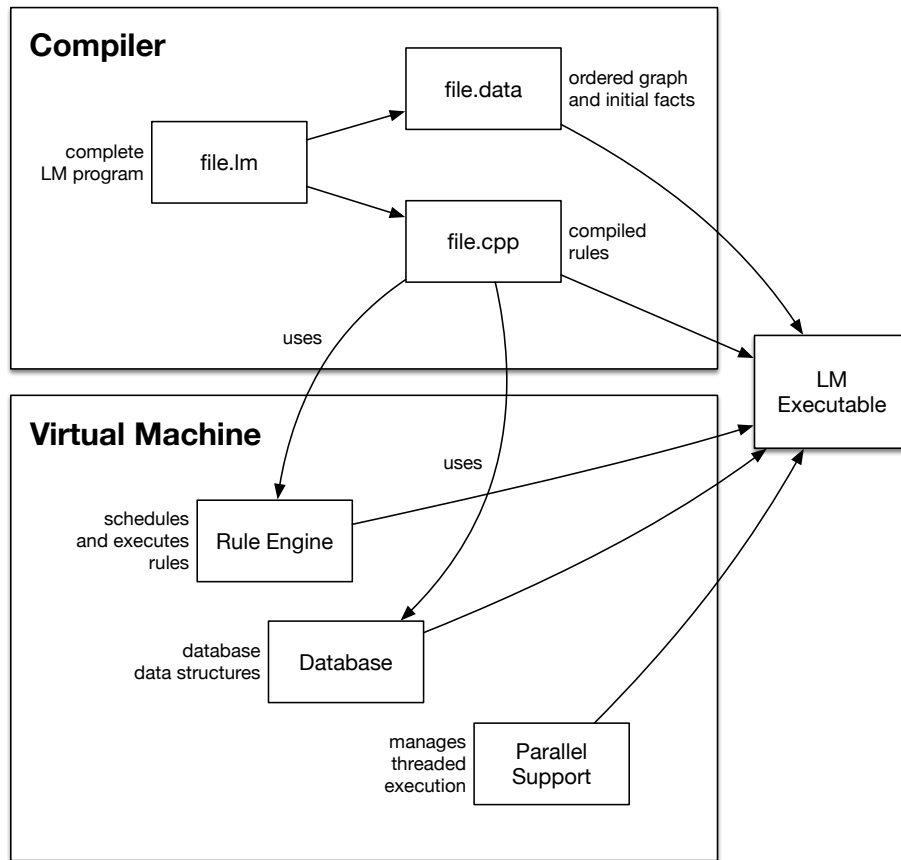 Compiler
file.data
ordered graph
and initial facts
complete
LM program
file.lm
file.cpp
compiled
rules
uses
LM
Executable
Virtual Machine
uses
schedules
and executes
rules
Rule Engine
database
data structures
Database
manages
threaded
execution
Parallel
Support